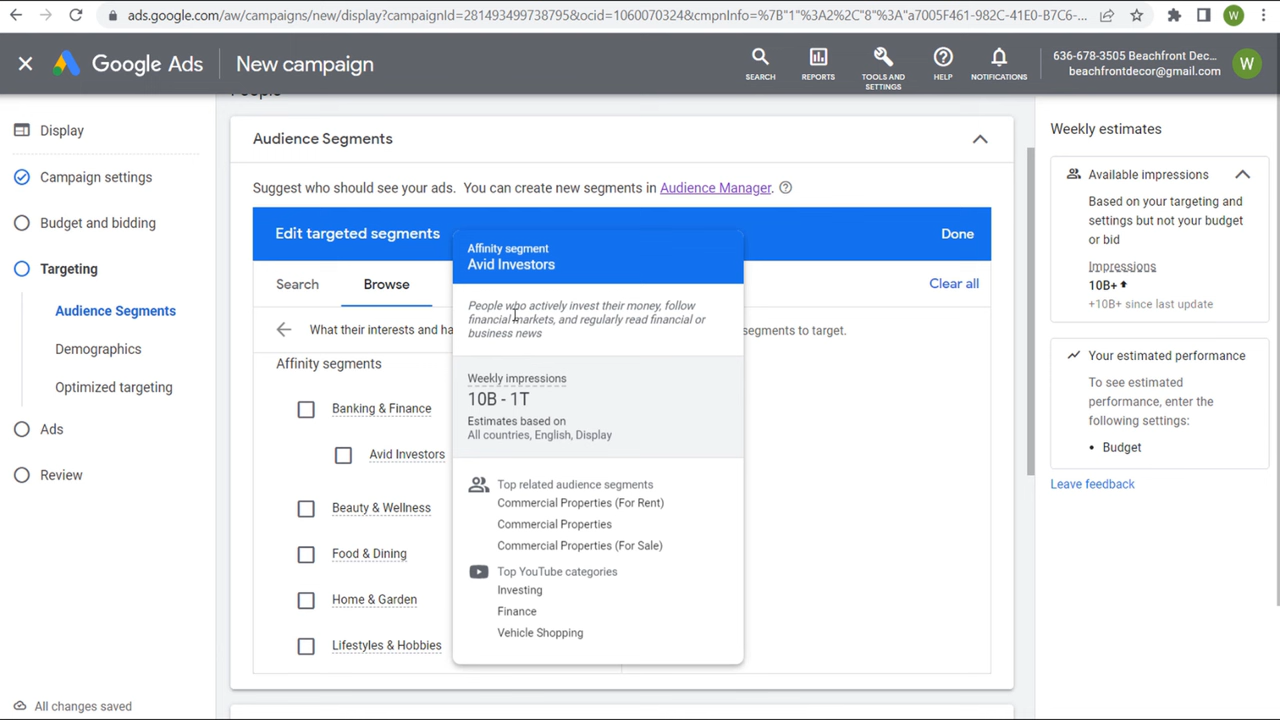 ads.google.com/aw/campaigns/new/display?campaignId=281493499738795&ocid=1060070324&cmpnInfo=%7B"1"%3A2%2C"8"%3A"a7005F461-982C-41E0-B7C6-...
W
Google Ads
New campaign
SEARCH
REPORTS
TOOLS AND
SETTINGS
HELP
NOTIFICATIONS
636-678-3505 Beachfront Dec...
beachfrontdecor@gmail.com
W
People
Display
Campaign settings
Budget and bidding
Targeting
Audience Segments
Demographics
Optimized targeting
Ads
Review
All changes saved
Audience Segments
Suggest who should see your ads. You can create new segments in Audience Manager.
Edit targeted segments
Done
Search
Browse
Clear all
What their interests and ha
segments to target.
Affinity segments
Banking & Finance
Avid Investors
Beauty & Wellness
Food & Dining
Home & Garden
Lifestyles & Hobbies
Affinity segment
Avid Investors
People who actively invest their money, follow
financial markets, and regularly read financial or
business news
Weekly impressions
10B - 1T
Estimates based on
All countries, English, Display
Top related audience segments
Commercial Properties (For Rent)
Commercial Properties
Commercial Properties (For Sale)
Top YouTube categories
Investing
Finance
Vehicle Shopping
Weekly estimates
Available impressions
Based on your targeting and
settings but not your budget
or bid
Impressions
10B+
+10B+ since last update
Your estimated performance
To see estimated
performance, enter the
following settings:
• Budget
Leave feedback